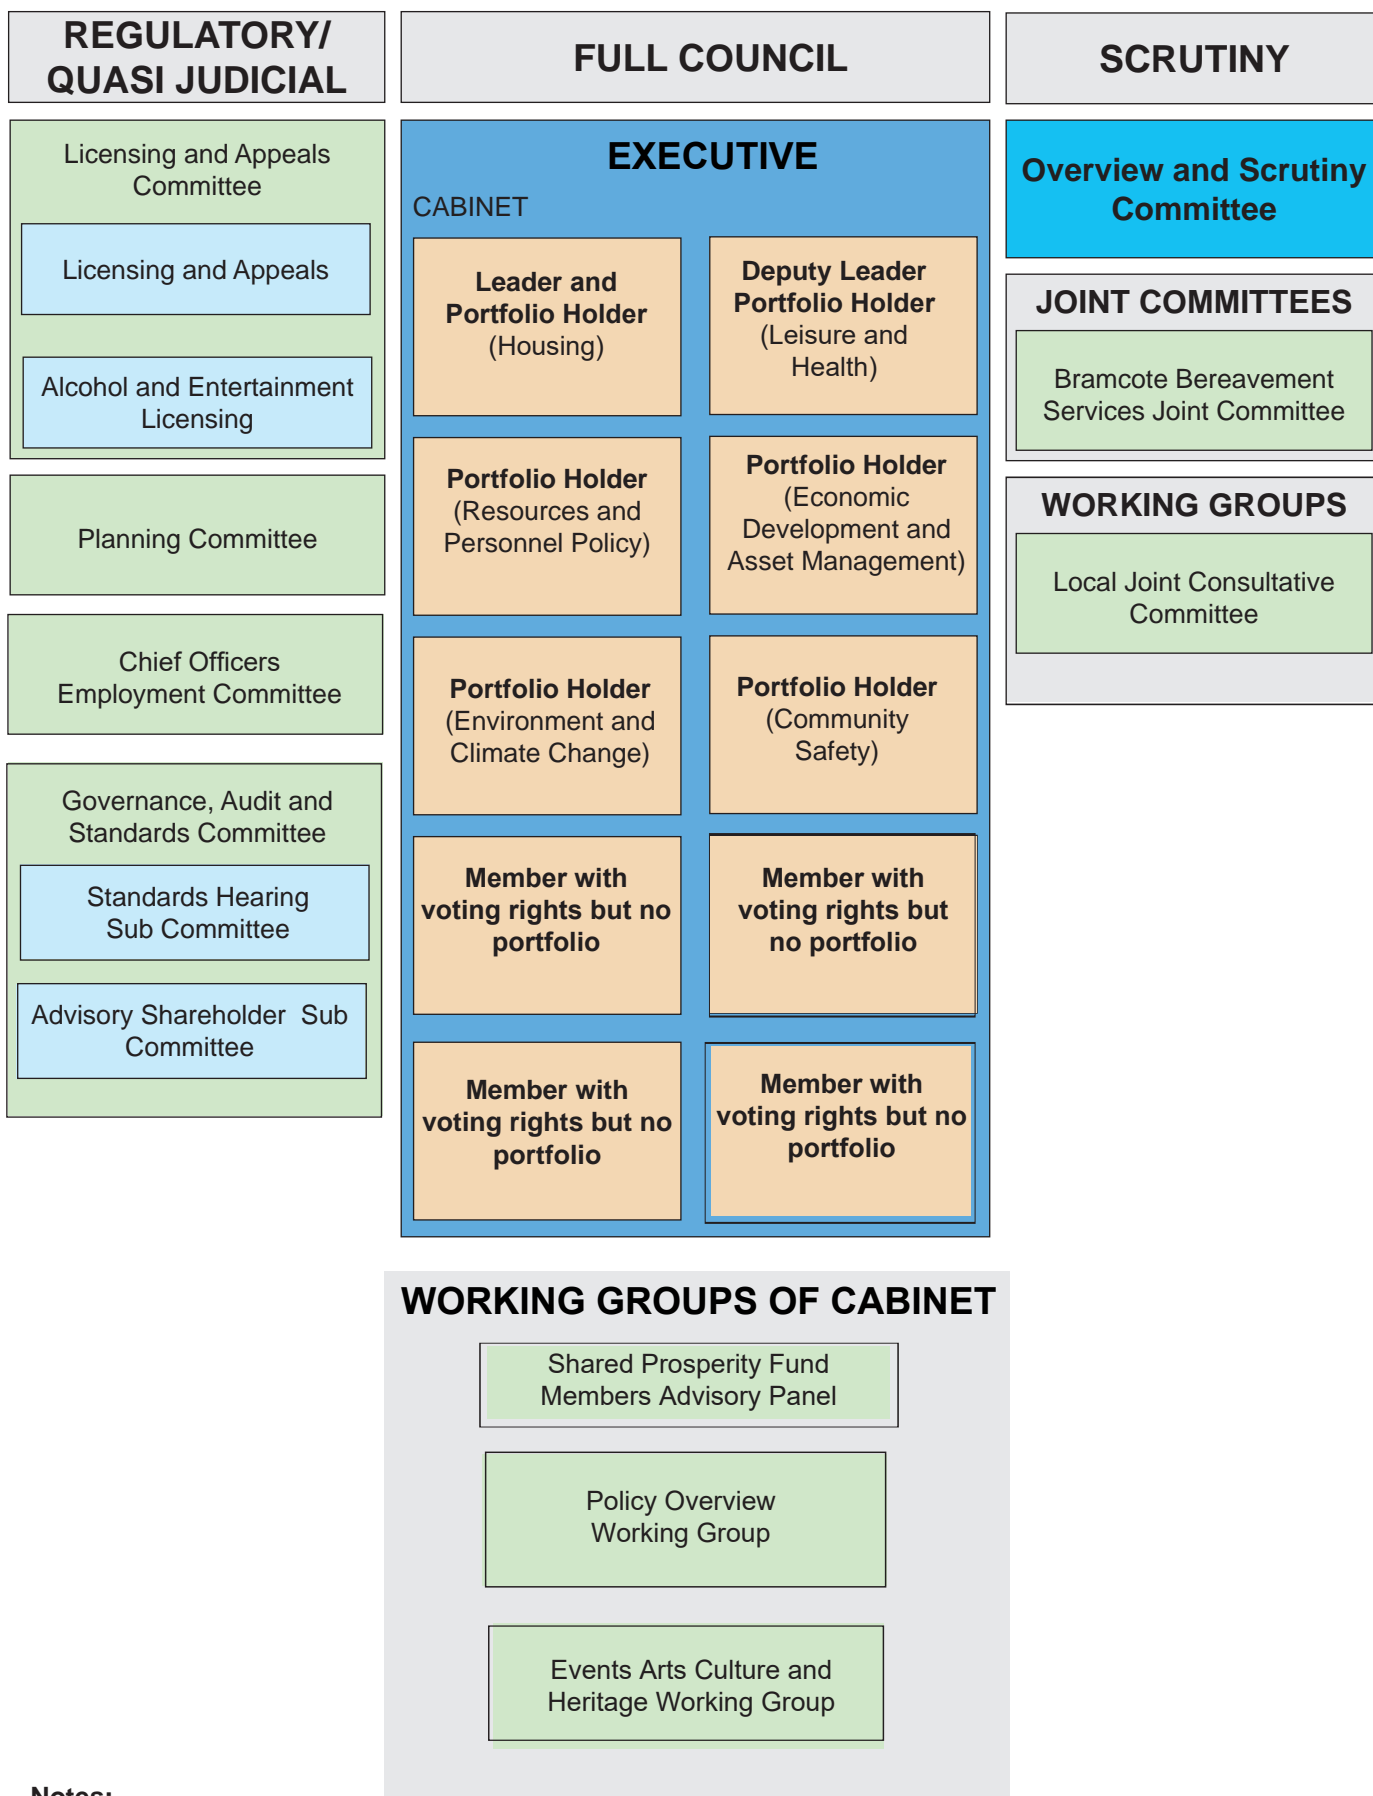 REGULATORY/
QUASI JUDICIAL
Licensing and Appeals
Committee
Licensing and Appeals
Alcohol and Entertainment
Licensing
Planning Committee
Chief Officers
Employment Committee
Governance, Audit and
Standards Committee
Standards Hearing
Sub Committee
Advisory Shareholder Sub
Committee
FULL COUNCIL
EXECUTIVE
CABINET
Leader and
Portfolio Holder
(Housing)
Deputy Leader
Portfolio Holder
(Leisure and
Health)
Portfolio Holder
(Resources and
Personnel Policy)
Portfolio Holder
(Economic
Development and
Asset Management)
Portfolio Holder
(Environment and
Climate Change)
Portfolio Holder
(Community
Safety)
Member with
voting rights but no
portfolio
Member with
voting rights but
no portfolio
Member with
voting rights but no
portfolio
Member with
voting rights but no
portfolio
SCRUTINY
Overview and Scrutiny
Committee
JOINT COMMITTEES
Bramcote Bereavement
Services Joint Committee
WORKING GROUPS
Local Joint Consultative
Committee
WORKING GROUPS OF CABINET
Shared Prosperity Fund
Members Advisory Panel
Policy Overview
Working Group
Events Arts Culture and
Heritage Working Group
Notes: